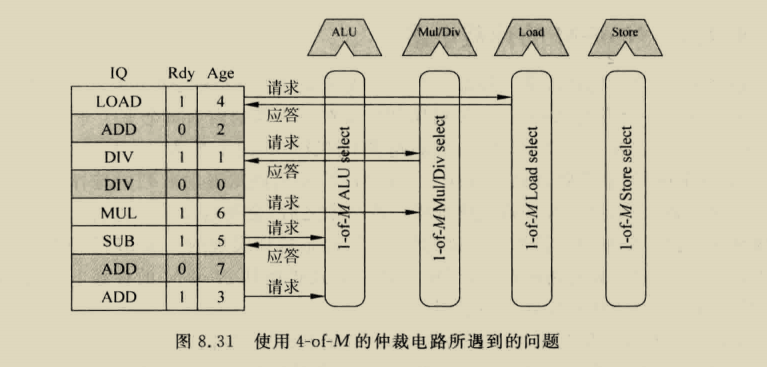 ALU Mul/Div Load Store
IQ Rdy Age
请求
LOAD 1 4
应答
ADD 0 2
请求
DIV 1 1
应答
DIV 0 0
请求
MUL 1 6
请求
SUB 1 5
应答
ADD 0 7
请求
ADD 1 3
1-of-M ALU select
1-of-M Mul/Div select
1-of-M Load select
1-of-M Store select
图 8.31 使用 4-of-M 的仲裁电路所遇到的问题